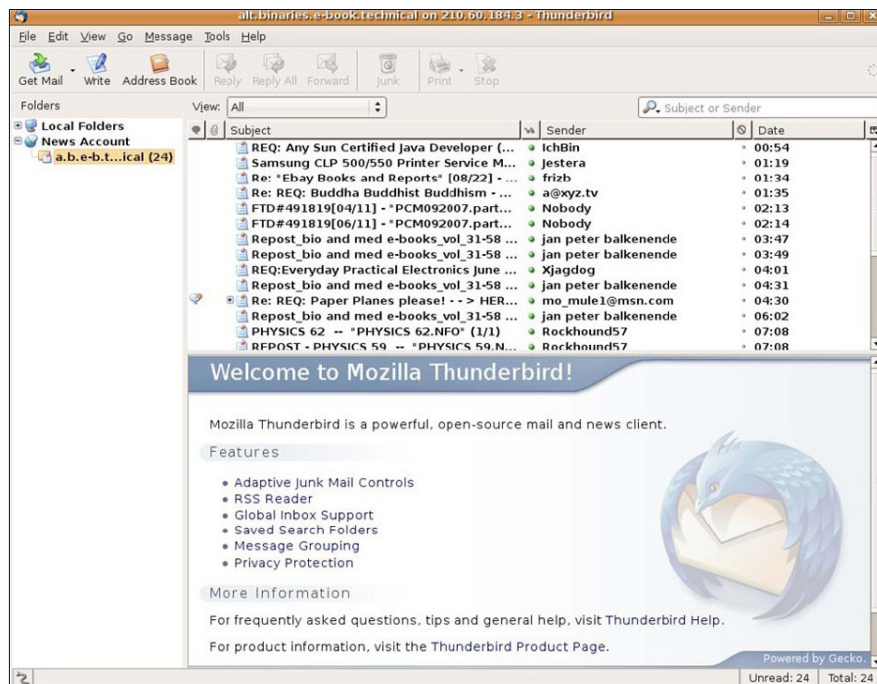 alt.binaries.e-book.technical on 210.60.184.3 - Thunderbird
File Edit View Go Message Tools Help
Get Mail Write Address Book Reply Reply All Forward Junk Print Stop
Folders View: All Subject or Sender
Subject Sender Date
Local Folders
News Account
a.b.e-b.t...ical (24)
REQ: Any Sun Certified Java Developer (... IchBin 00:54
Samsung CLP 500/550 Printer Service M... Jestera 01:19
Re: "Ebay Books and Reports" [08/22] - ... frizb 01:34
Re: REQ: Buddha Buddhist Buddhism - ... a@xyz.tv 01:35
FTD#491819[04/11] - "PCM092007.part... Nobody 02:13
FTD#491819[06/11] - "PCM092007.part... Nobody 02:14
Repost_bio and med e-books_vol_31-58 ... jan peter balkenende 03:47
Repost_bio and med e-books_vol_31-58 ... jan peter balkenende 03:49
REQ:Everyday Practical Electronics June ... Xjagdog 04:01
Repost_bio and med e-books_vol_31-58 ... jan peter balkenende 04:31
Re: REQ: Paper Planes please! - - > HER... mo_mule1@msn.com 04:30
Repost_bio and med e-books_vol_31-58 ... jan peter balkenende 06:02
PHYSICS 62 -- "PHYSICS 62.NFO" (1/1) Rockhound57 07:08
REPOST - PHYSICS 59 -- "PHYSICS 59.N... Rockhound57 07:08
Welcome to Mozilla Thunderbird!
Mozilla Thunderbird is a powerful, open-source mail and news client.
Features
Adaptive Junk Mail Controls
RSS Reader
Global Inbox Support
Saved Search Folders
Message Grouping
Privacy Protection
More Information
For frequently asked questions, tips and general help, visit Thunderbird Help.
For product information, visit the Thunderbird Product Page.
Powered by Gecko.
Unread: 24 Total: 24